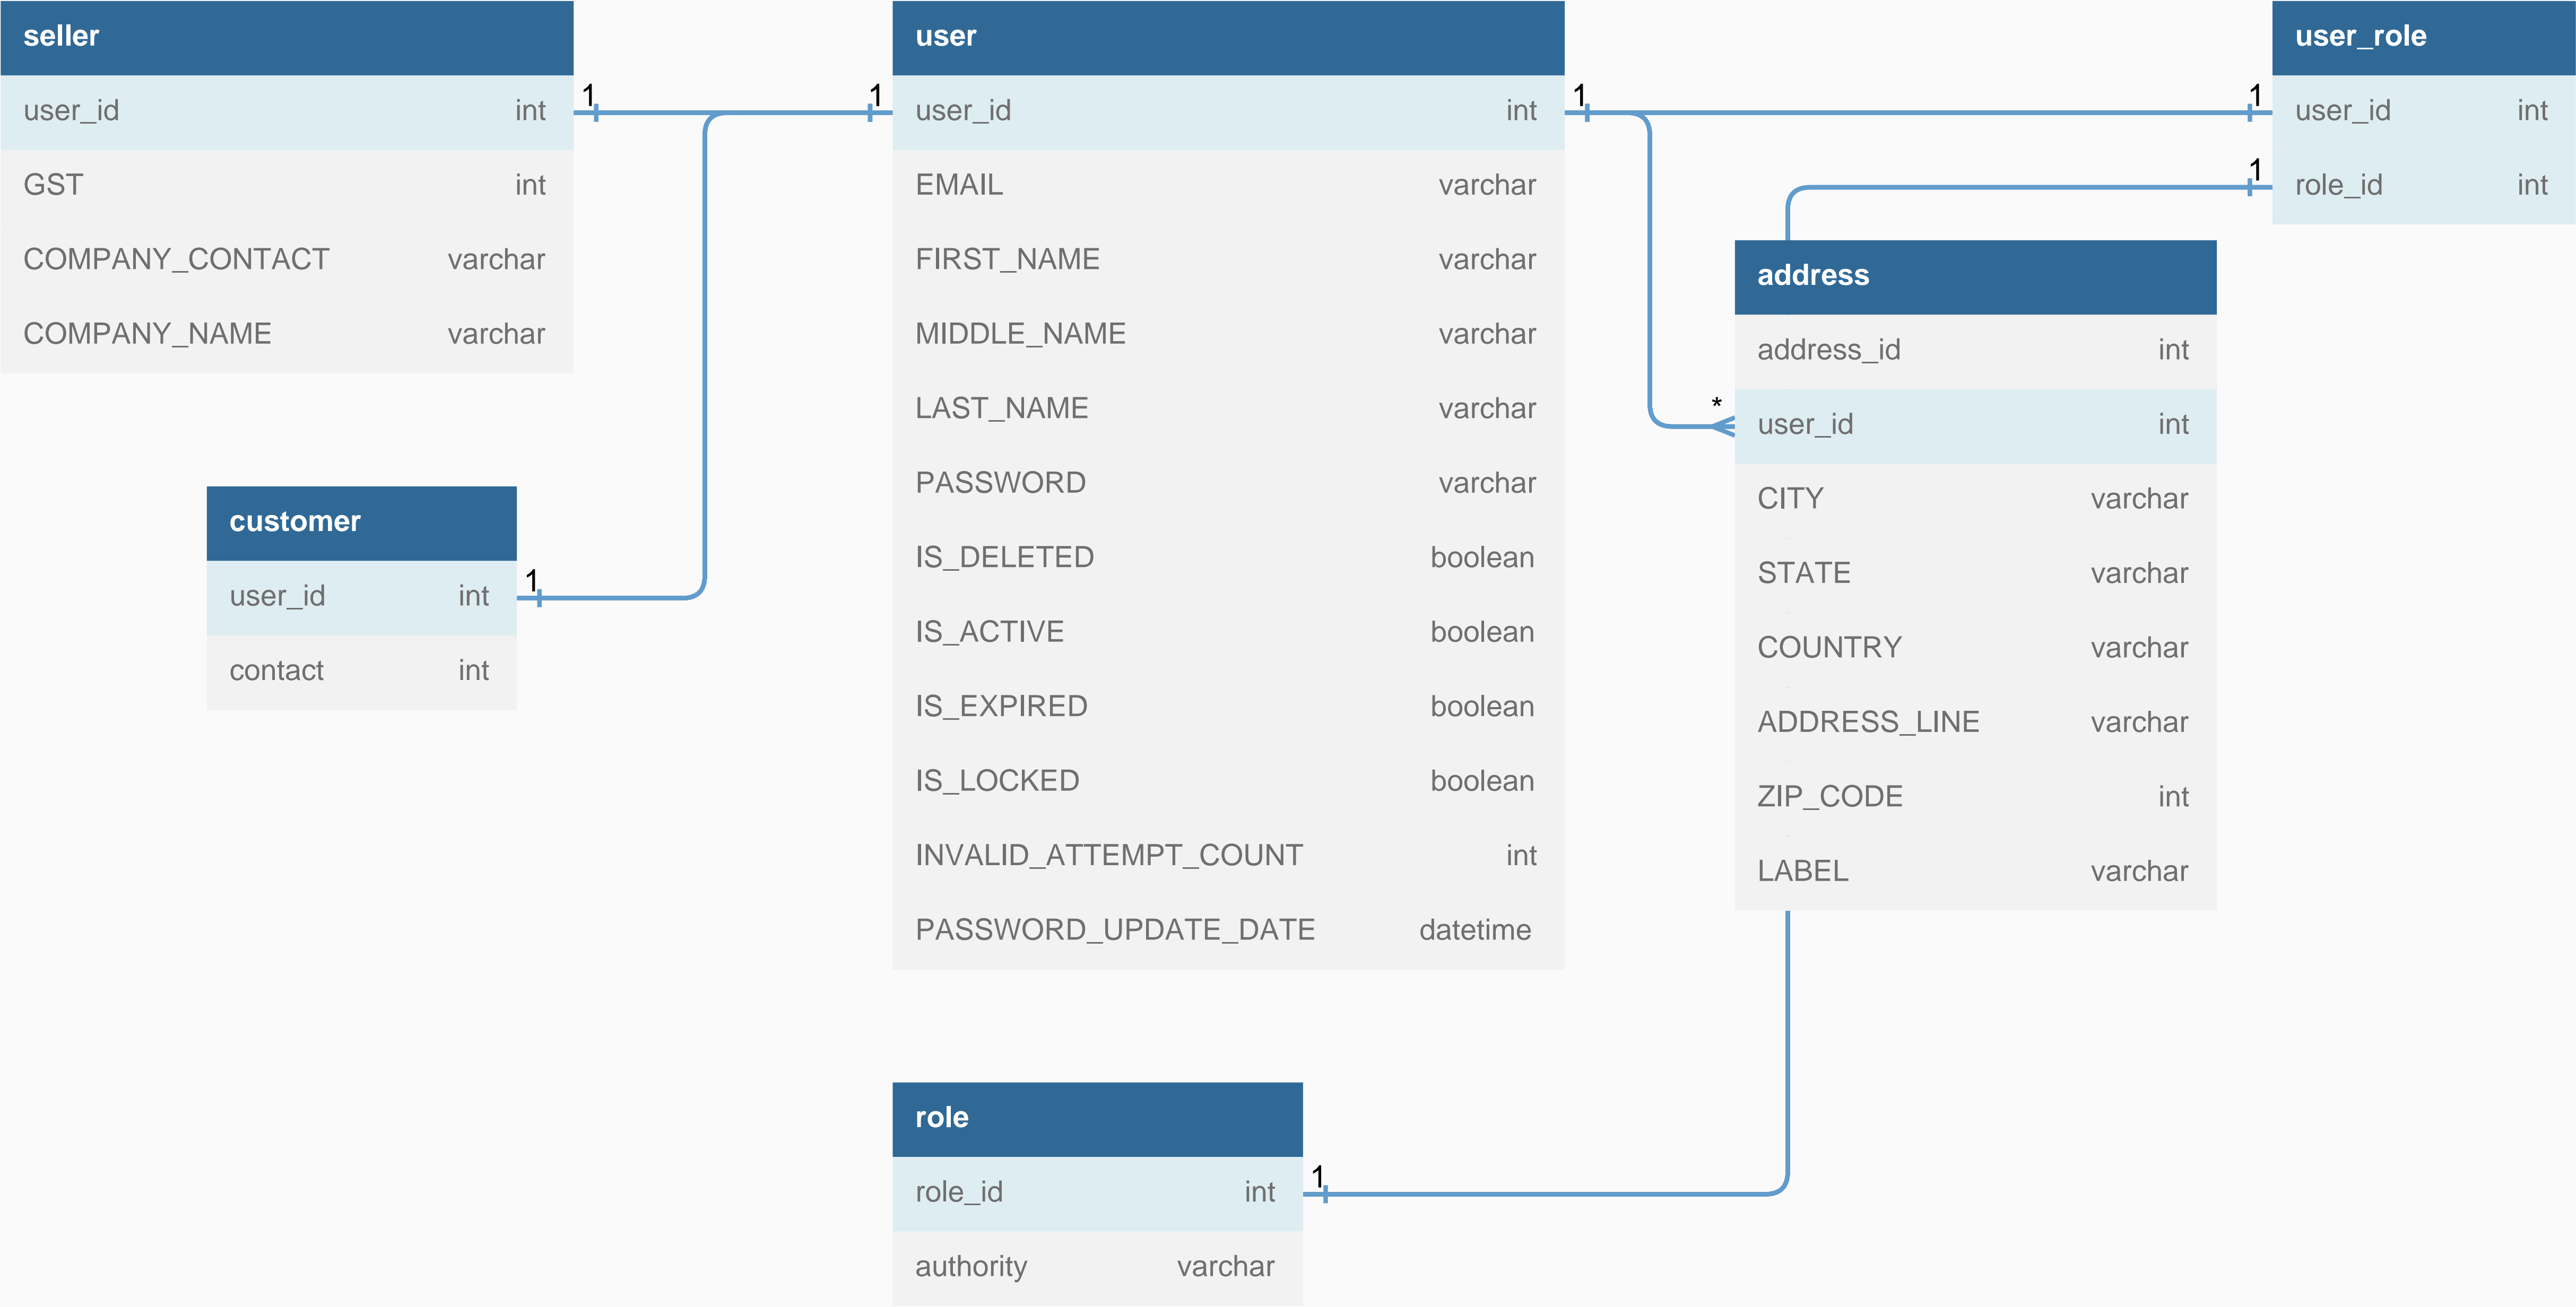 seller
user_id int
GST int
COMPANY_CONTACT varchar
COMPANY_NAME varchar
1
1
customer
user_id int
contact int
1
user
user_id int
EMAIL varchar
FIRST_NAME varchar
MIDDLE_NAME varchar
LAST_NAME varchar
PASSWORD varchar
IS_DELETED boolean
IS_ACTIVE boolean
IS_EXPIRED boolean
IS_LOCKED boolean
INVALID_ATTEMPT_COUNT int
PASSWORD_UPDATE_DATE datetime
1
1
user_role
user_id int
role_id int
1
address
address_id int
user_id int
CITY varchar
STATE varchar
COUNTRY varchar
ADDRESS_LINE varchar
ZIP_CODE int
LABEL varchar
*
role
role_id int
authority varchar
1